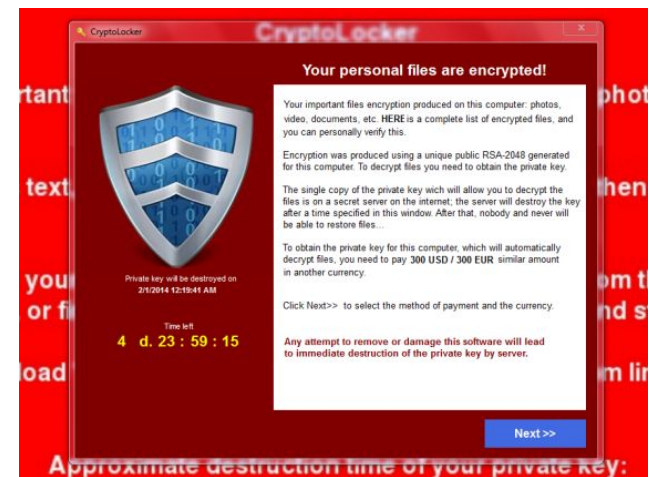 CryptoLocker
CryptoLocker
Your personal files are encrypted!
Your important files encryption produced on this computer: photos,
video, documents, etc. HERE is a complete list of encrypted files, and
you can personally verify this.
Encryption was produced using a unique public RSA-2048 generated
for this computer. To decrypt files you need to obtain the private key.
The single copy of the private key wich will allow you to decrypt the
files is on a secret server on the internet; the server will destroy the key
after a time specified in this window. After that, nobody and never will
be able to restore files...
To obtain the private key for this computer, which will automatically
decrypt files, you need to pay 300 USD / 300 EUR similar amount
in another currency.
Click Next>> to select the method of payment and the currency.
Any attempt to remove or damage this software will lead
to immediate destruction of the private key by server.
Private key will be destroyed on
2/1/2014 12:19:41 AM
Time left
4 d. 23 : 59 : 15
Next >>
text
your
or
Approximate destruction time of your private key: